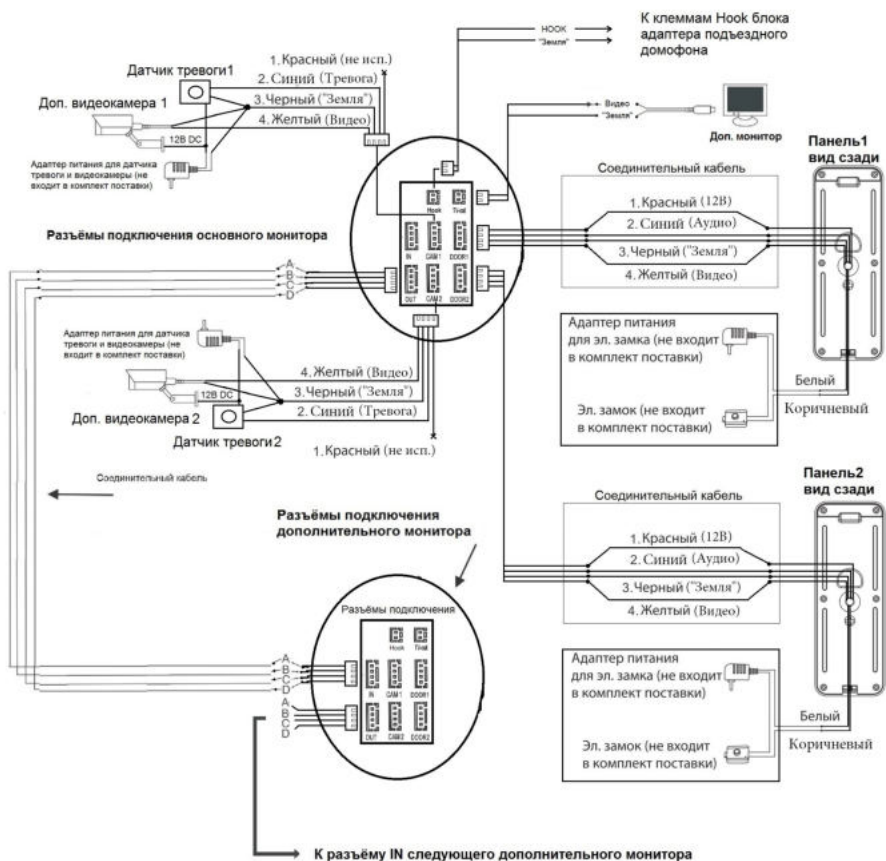 К клеммам Hook блока
адаптера подъездного
домофона
HOOK
"Земля"
Датчик тревоги1
1. Красный (не исп.)
2. Синий (Тревога)
3. Черный ("Земля")
4. Желтый (Видео)
Доп. видеокамера 1
12В DC
Адаптер питания для датчика
тревоги и видеокамеры (не
входит в комплект поставки)
Видео
"Земля"
Доп. монитор
Панель1
вид сзади
Соединительный кабель
1. Красный (12В)
2. Синий (Аудио)
3. Черный ("Земля")
4. Желтый (Видео)
Разъёмы подключения основного монитора
Hook
IN
CAM 1
DOOR1
OUT
CAM 2
DOOR2
A
B
C
D
Адаптер питания для датчика
тревоги и видеокамеры (не
входит в комплект поставки)
12В DC
Доп. видеокамера 2
Датчик тревоги2
4. Желтый (Видео)
3. Черный ("Земля")
2. Синий (Тревога)
1. Красный (не исп.)
Адаптер питания
для эл. замка (не входит
в комплект поставки)
Эл. замок (не входит
в комплект поставки)
Белый
Коричневый
Соединительный кабель
Разъёмы подключения
дополнительного монитора
Панель2
вид сзади
Соединительный кабель
1. Красный (12В)
2. Синий (Аудио)
3. Черный ("Земля")
4. Желтый (Видео)
Разъёмы подключения
Hook
IN
CAM 1
DOOR1
OUT
CAM2
DOOR2
A
B
C
D
A
B
C
D
Адаптер питания
для эл. замка (не входит
в комплект поставки)
Эл. замок (не входит
в комплект поставки)
Белый
Коричневый
К разъёму IN следующего дополнительного монитора